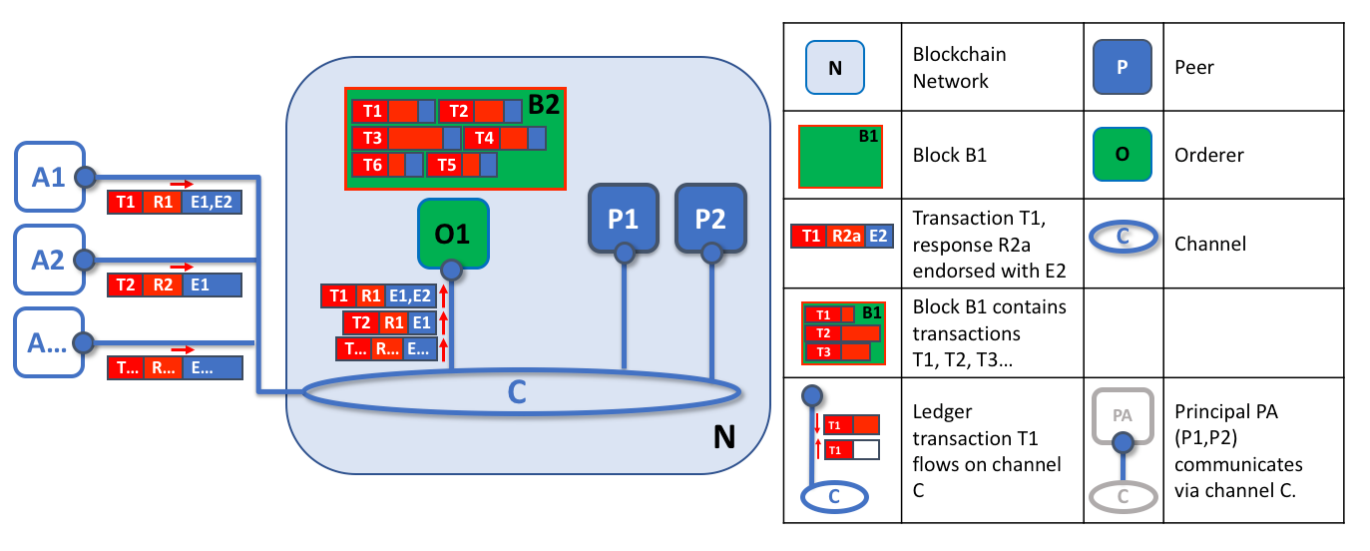 A1
T1 R1 E1,E2
A2
T2 R2 E1
A...
T... R... E...
B2
T1 T2
T3 T4
T6 T5
O1
P1
P2
T1 R1 E1,E2
T2 R1 E1
T... R... E...
C
N
N
Blockchain
Network
P
Peer
B1
Block B1
O
Orderer
T1 R2a E2
Transaction T1,
response R2a
endorsed with E2
C
Channel
B1
T1
T2
T3
Block B1 contains
transactions
T1, T2, T3...
T1
T1
C
Ledger
transaction T1
flows on channel
C
PA
C
Principal PA
(P1,P2)
communicates
via channel C.